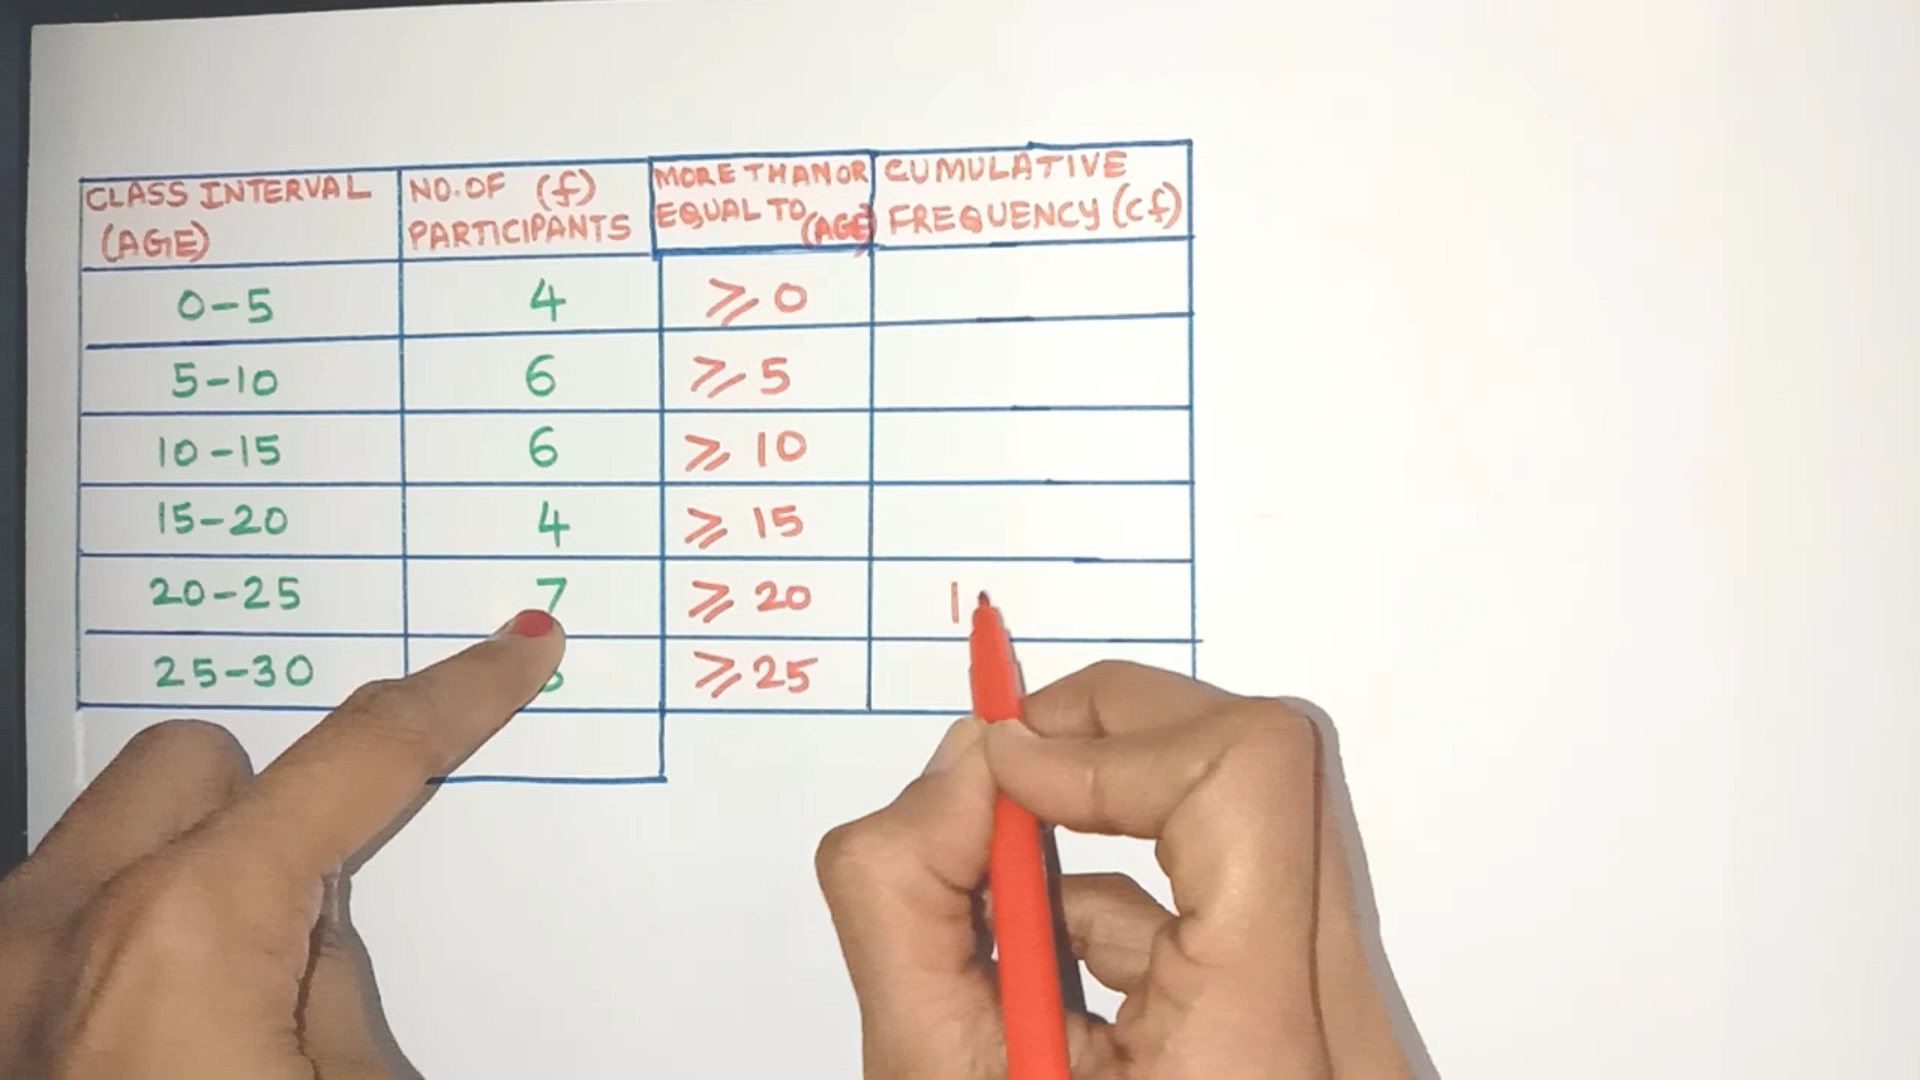 CLASS INTERVAL (AGE)
NO. OF (f) PARTICIPANTS
MORE THAN OR EQUAL TO (AGE)
CUMULATIVE FREQUENCY (cf)
0-5 4 ⩾ 0
5-10 6 ⩾ 5
10-15 6 ⩾ 10
15-20 4 ⩾ 15
20-25 7 ⩾ 20 1
25-30 ⩾ 25